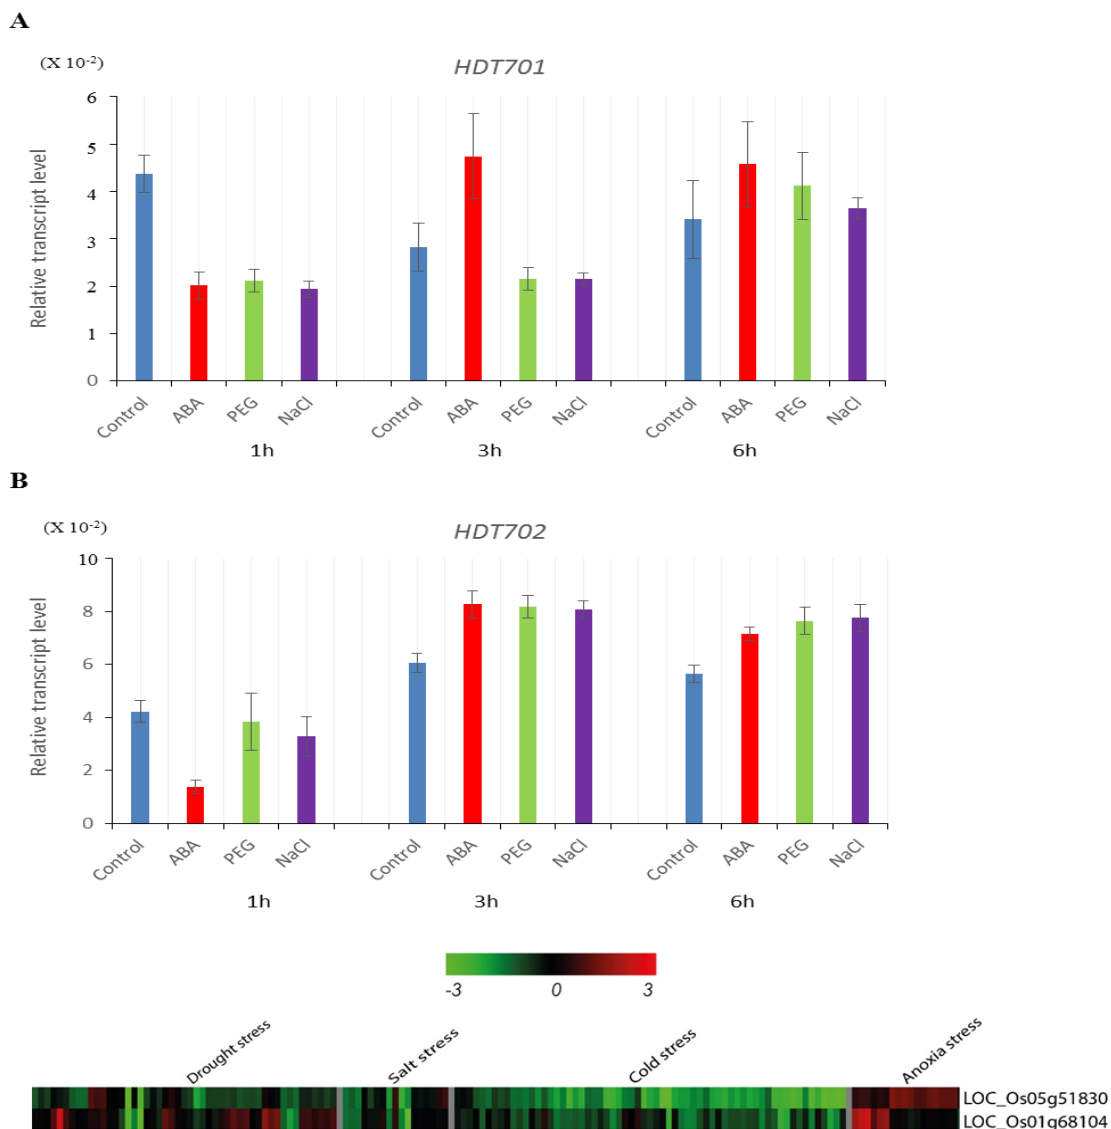 A
(X 10⁻²)
HDT701
Relative transcript level
6
5
4
3
2
1
0
Control ABA PEG NaCl Control ABA PEG NaCl Control ABA PEG NaCl
1h 3h 6h
B
(X 10⁻²)
HDT702
Relative transcript level
10
8
6
4
2
0
Control ABA PEG NaCl Control ABA PEG NaCl Control ABA PEG NaCl
1h 3h 6h
-3 0 3
Drought stress Salt stress Cold stress Anoxia stress
LOC_Os05g51830
LOC_Os01g68104